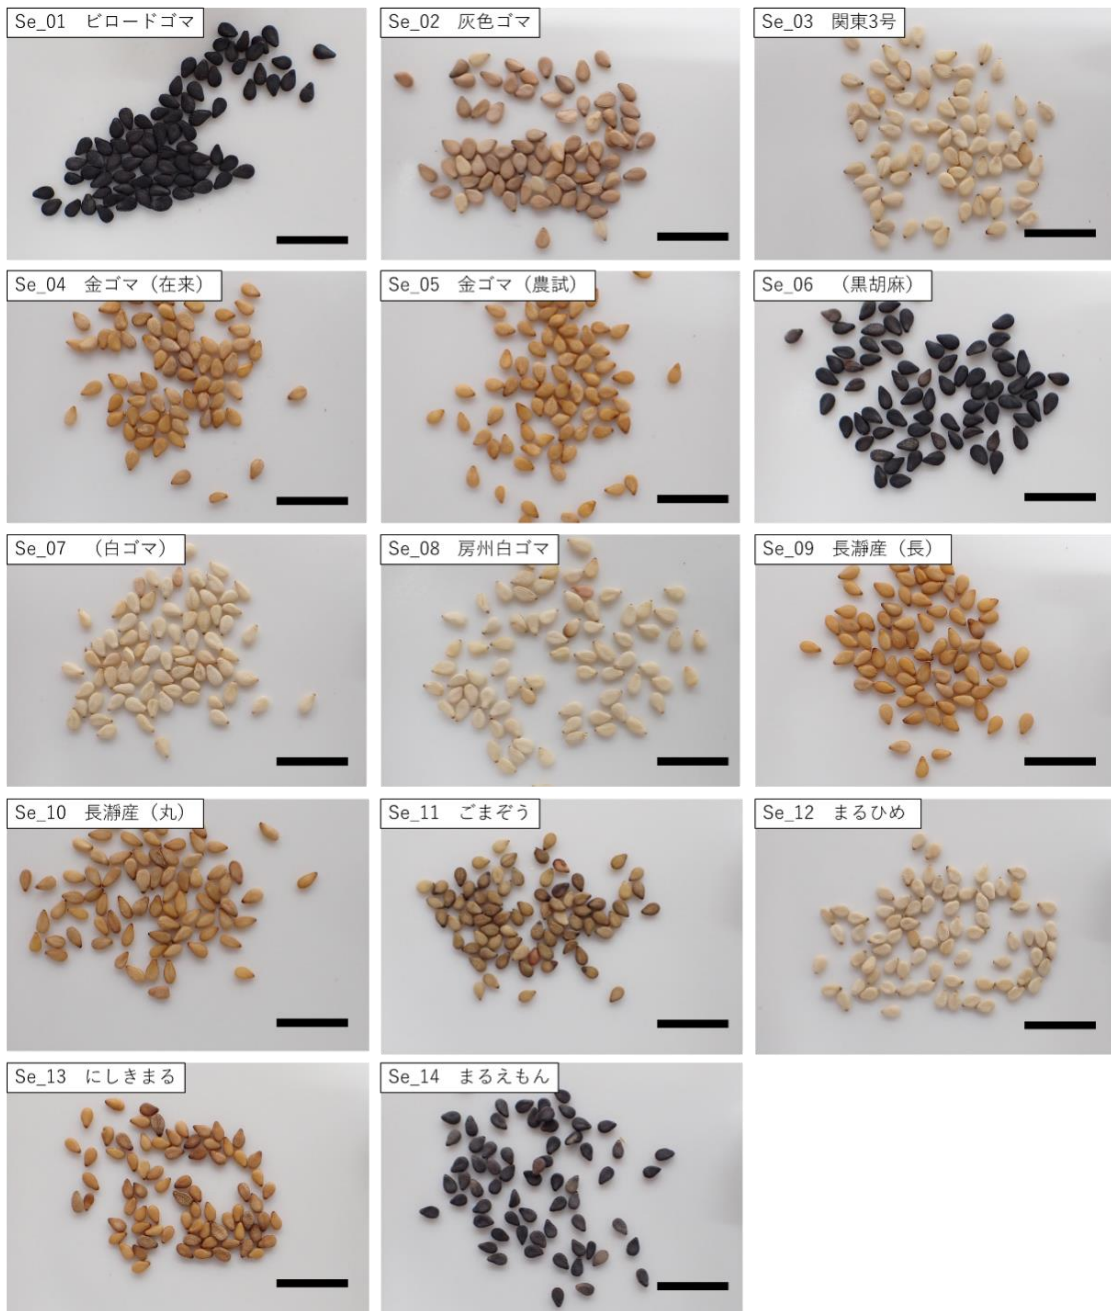 Se_01 ビロードゴマ
Se_02 灰色ゴマ
Se_03 関東3号
Se_04 金ゴマ（在来）
Se_05 金ゴマ（農試）
Se_06 （黒胡麻）
Se_07 （白ゴマ）
Se_08 房州白ゴマ
Se_09 長瀞産（長）
Se_10 長瀞産（丸）
Se_11 ごまぞう
Se_12 まるひめ
Se_13 にしきまる
Se_14 まるえもん